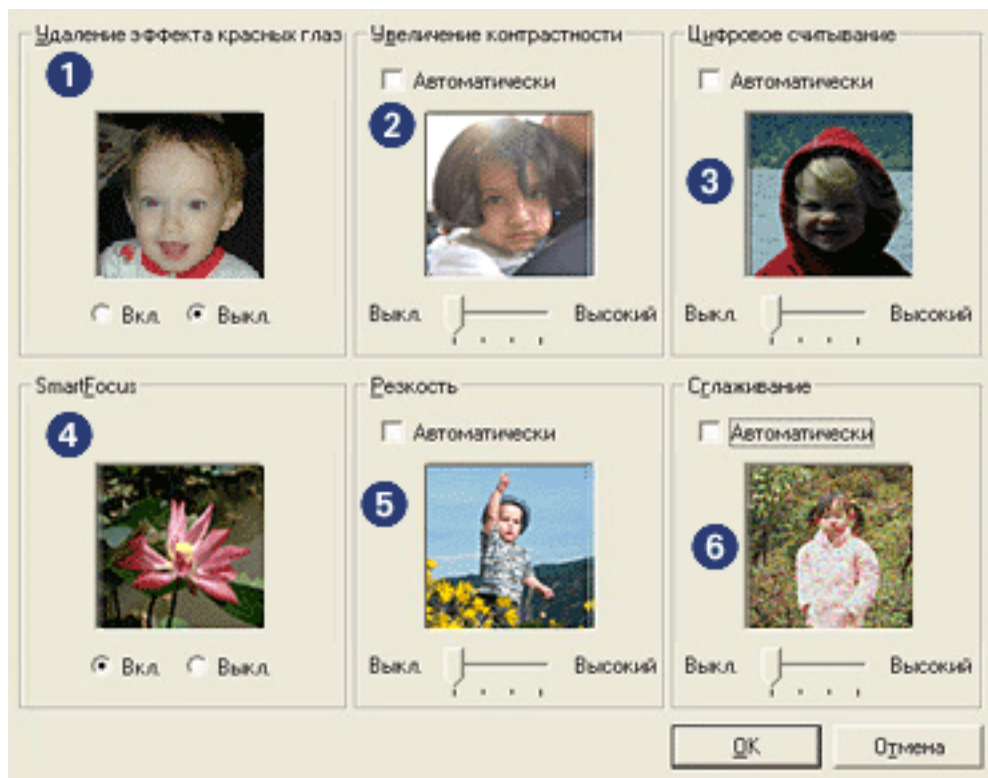 Удаление эффекта красных глаз
1
Вкл. Выкл.
Увеличение контрастности
Автоматически
2
Выкл. Высокий
Цифровое считывание
Автоматически
3
Выкл. Высокий
SmartFocus
4
Вкл. Выкл.
Резкость
Автоматически
5
Выкл. Высокий
Сглаживание
Автоматически
6
Выкл. Высокий
OK Отмена